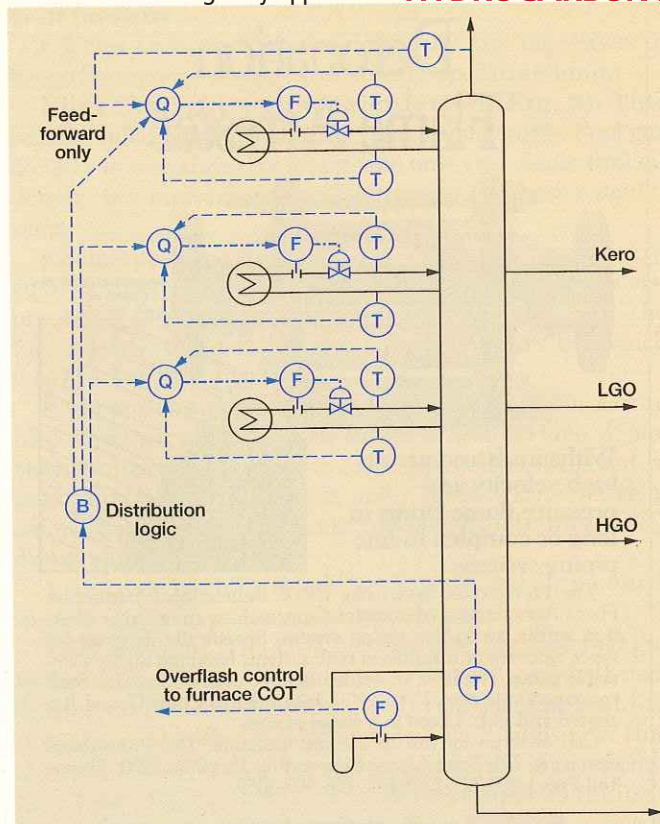 T
Q
F
T
Feed-
forward
only
T
Q
F
T
Kero
T
Q
F
T
LGO
T
B
Distribution
logic
HGO
Overflash control
to furnace COT
F
T